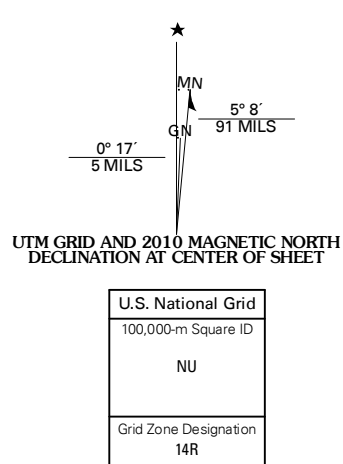 MN
GN
5° 8´
91 MILS
0° 17´
5 MILS
UTM GRID AND 2010 MAGNETIC NORTH
DECLINATION AT CENTER OF SHEET
U.S. National Grid
100,000-m Square ID
NU
Grid Zone Designation
14R